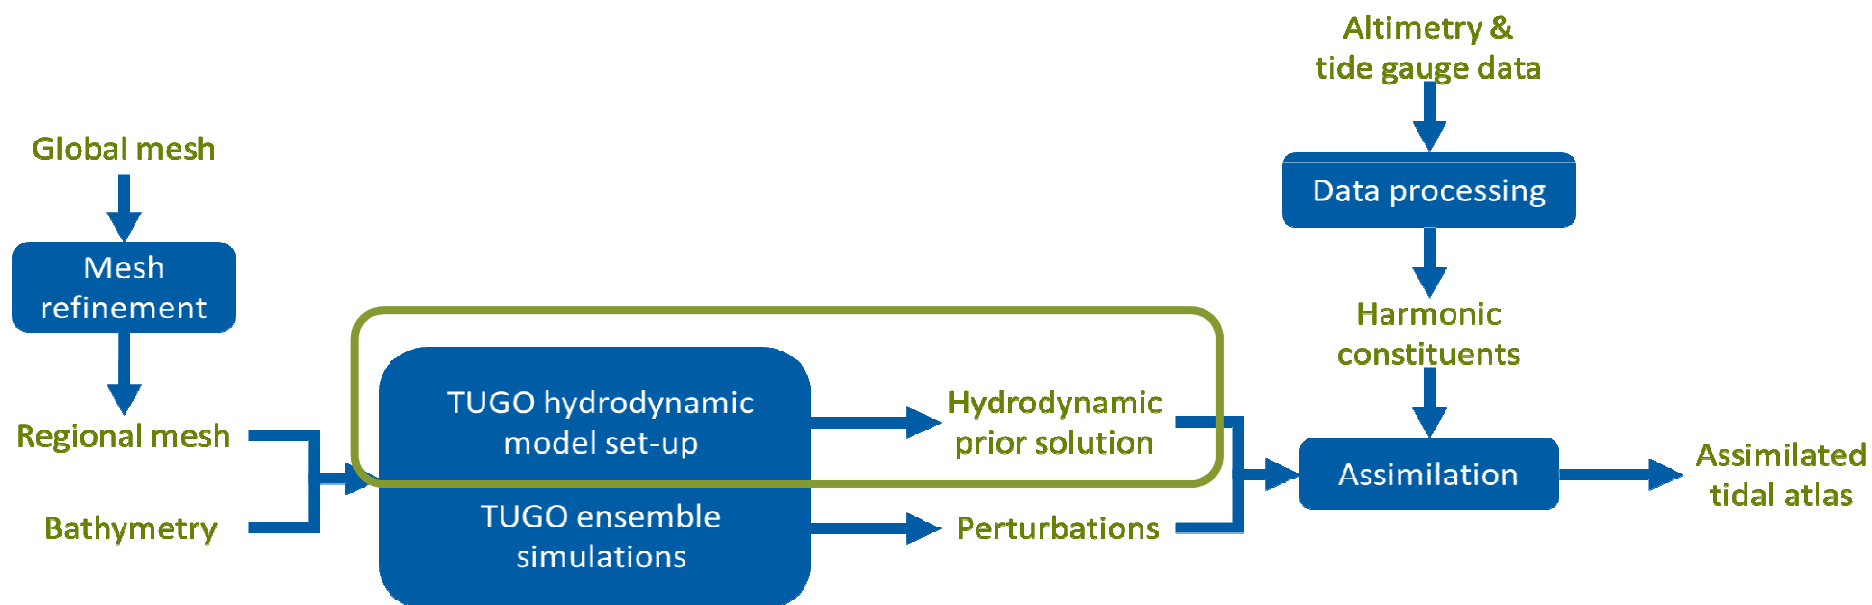 Altimetry &
tide gauge data
Global mesh
Data processing
Mesh
refinement
Harmonic
constituents
TUGO hydrodynamic
model set-up
Hydrodynamic
prior solution
Regional mesh
Assimilation
Assimilated
tidal atlas
Bathymetry
TUGO ensemble
simulations
Perturbations